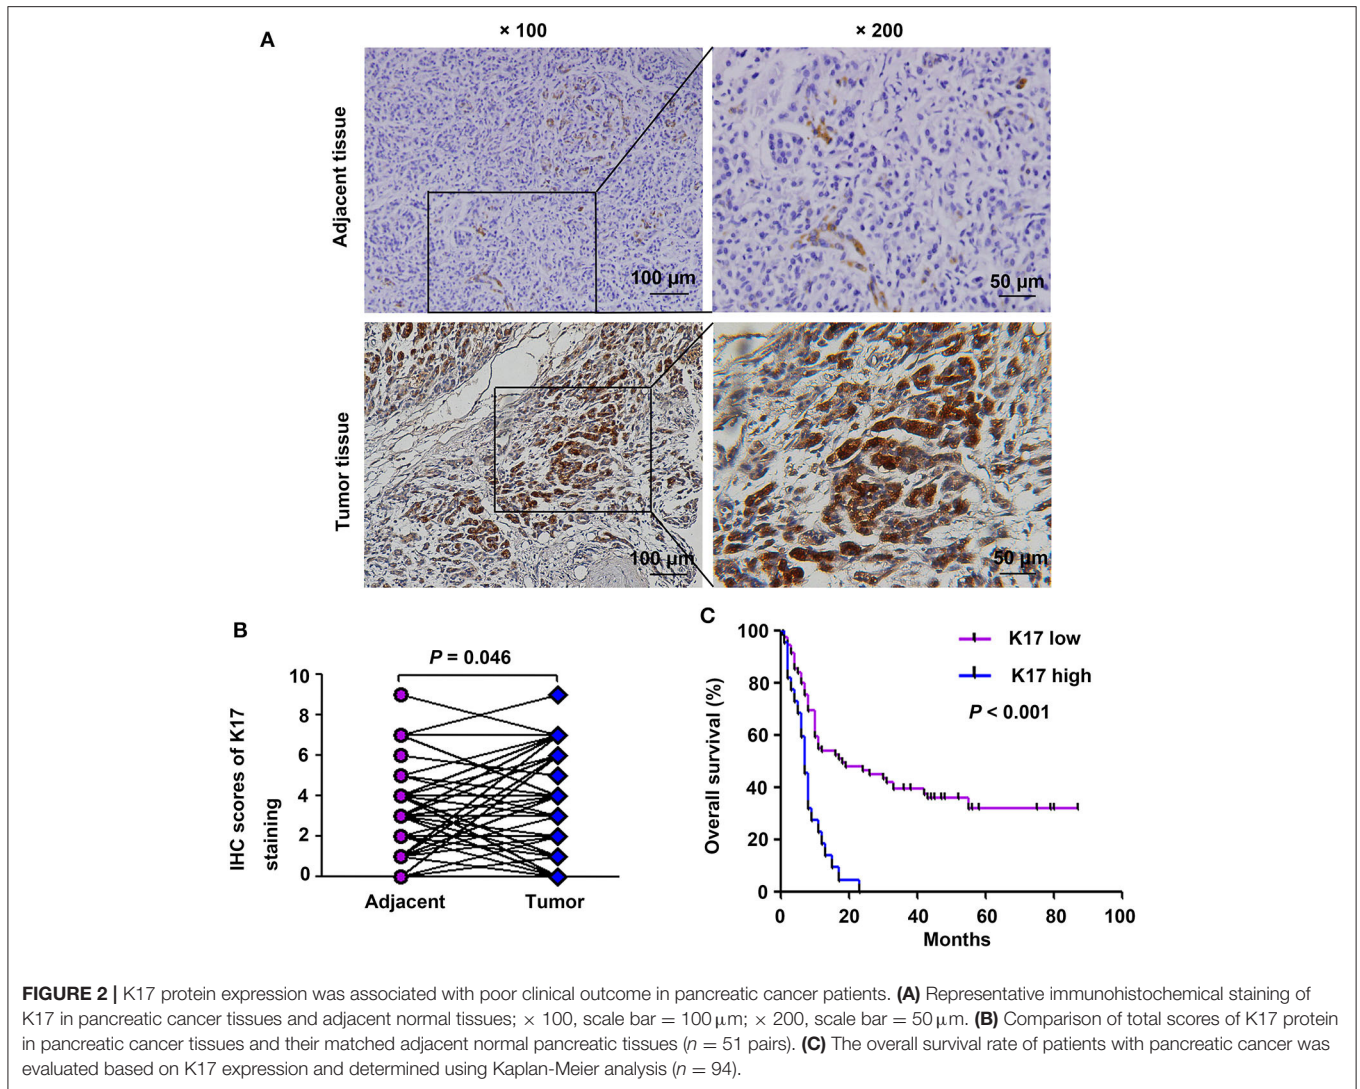 × 100
× 200
A
Adjacent tissue
100 µm
50 µm
Tumor tissue
100 µm
50 µm
B
P = 0.046
IHC scores of K17
staining
10
8
6
4
2
0
Adjacent
Tumor
C
K17 low
K17 high
P < 0.001
Overall survival (%)
100
80
60
40
20
0
0
20
40
60
80
100
Months
FIGURE 2 | K17 protein expression was associated with poor clinical outcome in pancreatic cancer patients. (A) Representative immunohistochemical staining of
K17 in pancreatic cancer tissues and adjacent normal tissues; × 100, scale bar = 100 µm; × 200, scale bar = 50 µm. (B) Comparison of total scores of K17 protein
in pancreatic cancer tissues and their matched adjacent normal pancreatic tissues (n = 51 pairs). (C) The overall survival rate of patients with pancreatic cancer was
evaluated based on K17 expression and determined using Kaplan-Meier analysis (n = 94).